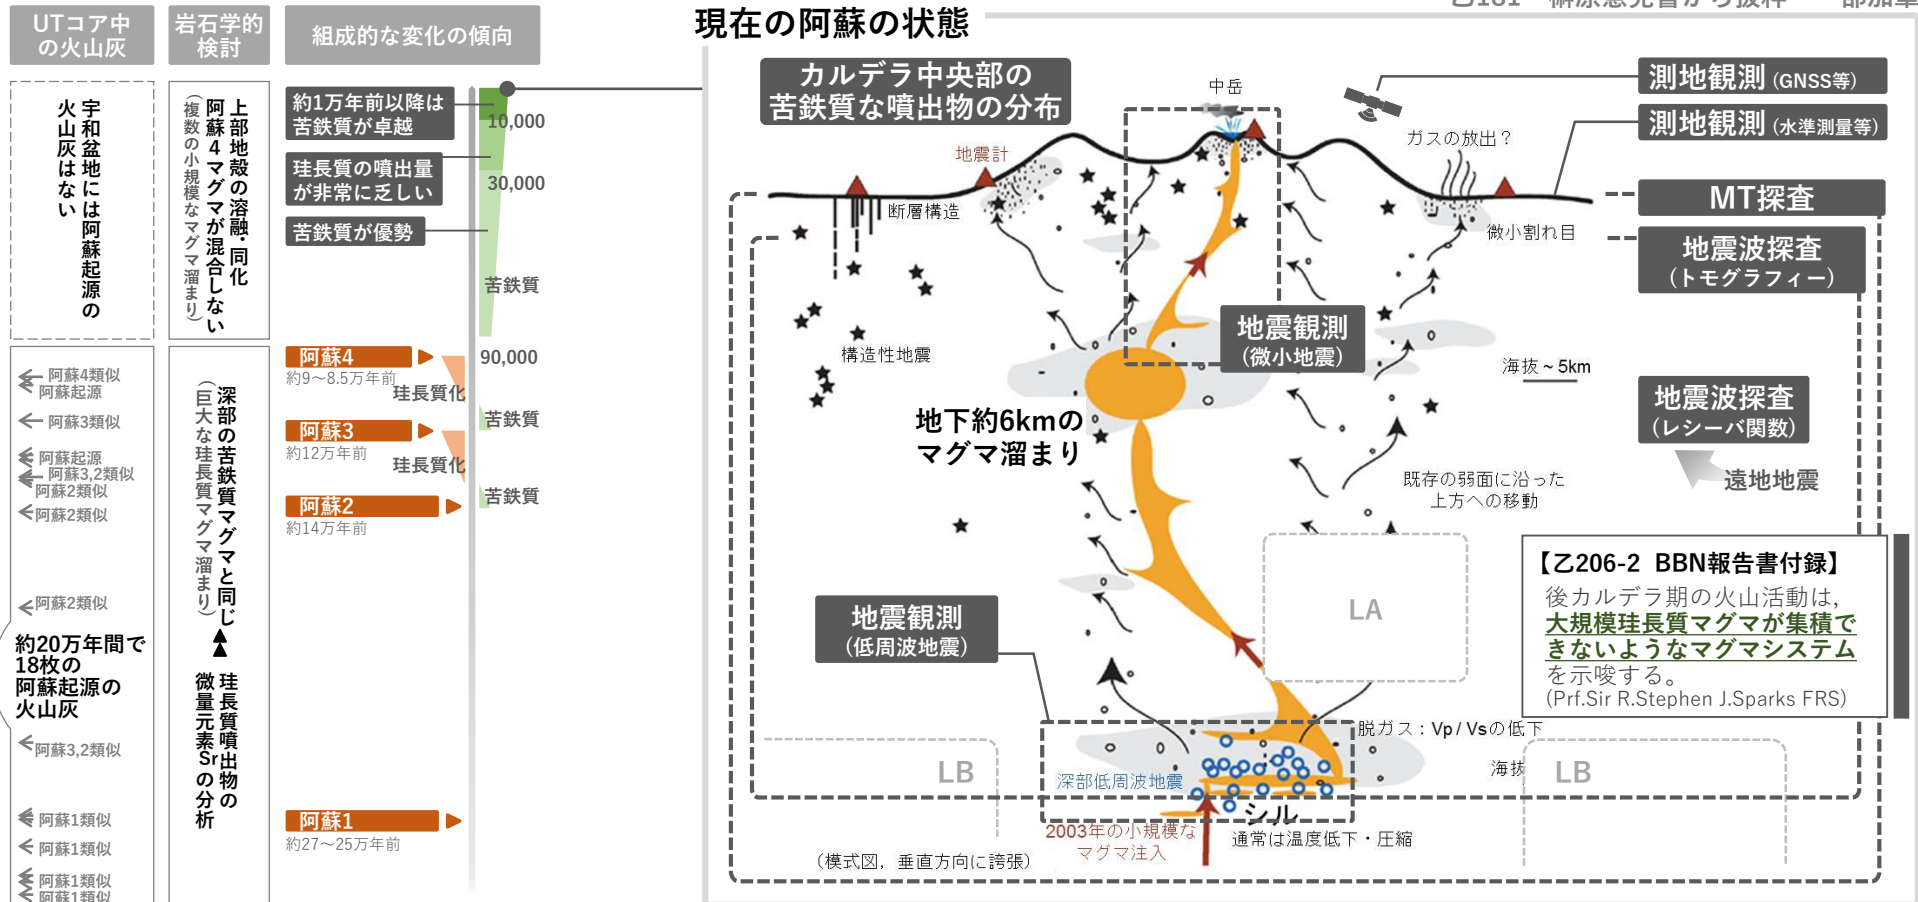 UTコア中
の火山灰
岩石学的
検討
組成的な変化の傾向
宇和盆地には阿蘇起源の
火山灰はない
上部地殻の溶融・同化
阿蘇4マグマが混合しない
(複数の小規模なマグマ溜まり)
約1万年前以降は
苦鉄質が卓越
10,000
珪長質の噴出量
が非常に乏しい
30,000
苦鉄質が優勢
苦鉄質
阿蘇4
約9～8.5万年前
90,000
珪長質化
苦鉄質
阿蘇3
約12万年前
珪長質化
苦鉄質
阿蘇2
約14万年前
阿蘇1
約27～25万年前
阿蘇4類似
阿蘇起源
阿蘇3類似
阿蘇起源
阿蘇3,2類似
阿蘇2類似
阿蘇2類似
阿蘇2類似
約20万年間で
18枚の
阿蘇起源の
火山灰
阿蘇3,2類似
阿蘇1類似
阿蘇1類似
阿蘇1類似
阿蘇1類似
深部の苦鉄質マグマと同じ
(巨大な珪長質マグマ溜まり)
珪長質噴出物の
微量元素Srの分析
現在の阿蘇の状態
カルデラ中央部の
苦鉄質な噴出物の分布
中岳
測地観測 (GNSS等)
測地観測 (水準測量等)
ガスの放出？
地震計
MT探査
断層構造
微小割れ目
地震波探査
(トモグラフィー)
地震観測
(微小地震)
構造性地震
海抜 ~ 5km
地震波探査
(レシーバ関数)
地下約6kmの
マグマ溜まり
遠地地震
既存の弱面に沿った
上方への移動
【乙206-2 BBN報告書付録】
後カルデラ期の火山活動は，
大規模珪長質マグマが集積で
きないようなマグマシステム
を示唆する。
(Prf.Sir R.Stephen J.Sparks FRS)
地震観測
(低周波地震)
LA
脱ガス：Vp / Vsの低下
LB
深部低周波地震
海抜
LB
シル
2003年の小規模な
マグマ注入
通常は温度低下・圧縮
(模式図，垂直方向に誇張)